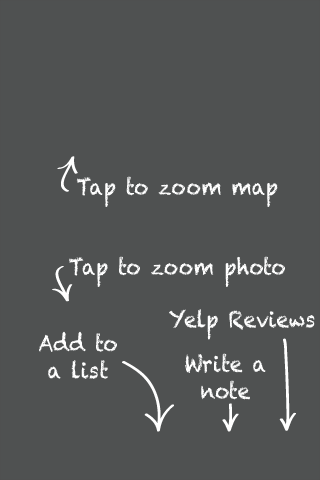 Tap to zoom map
Tap to zoom photo
Yelp Reviews
Add to
a list
Write a
note